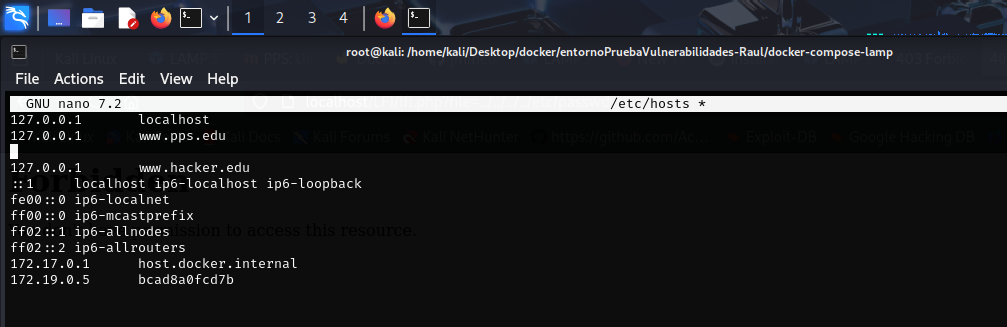 1 2 3 4
root@kali: /home/kali/Desktop/docker/entornoPruebaVulnerabilidades-Raul/docker-compose-lamp
File Actions Edit View Help
GNU nano 7.2 /etc/hosts *
127.0.0.1 localhost
127.0.0.1 www.pps.edu
127.0.0.1 www.hacker.edu
::1 localhost ip6-localhost ip6-loopback
fe00::0 ip6-localnet
ff00::0 ip6-mcastprefix
ff02::1 ip6-allnodes
ff02::2 ip6-allrouters
172.17.0.1 host.docker.internal
172.19.0.5 bcad8a0fcd7b